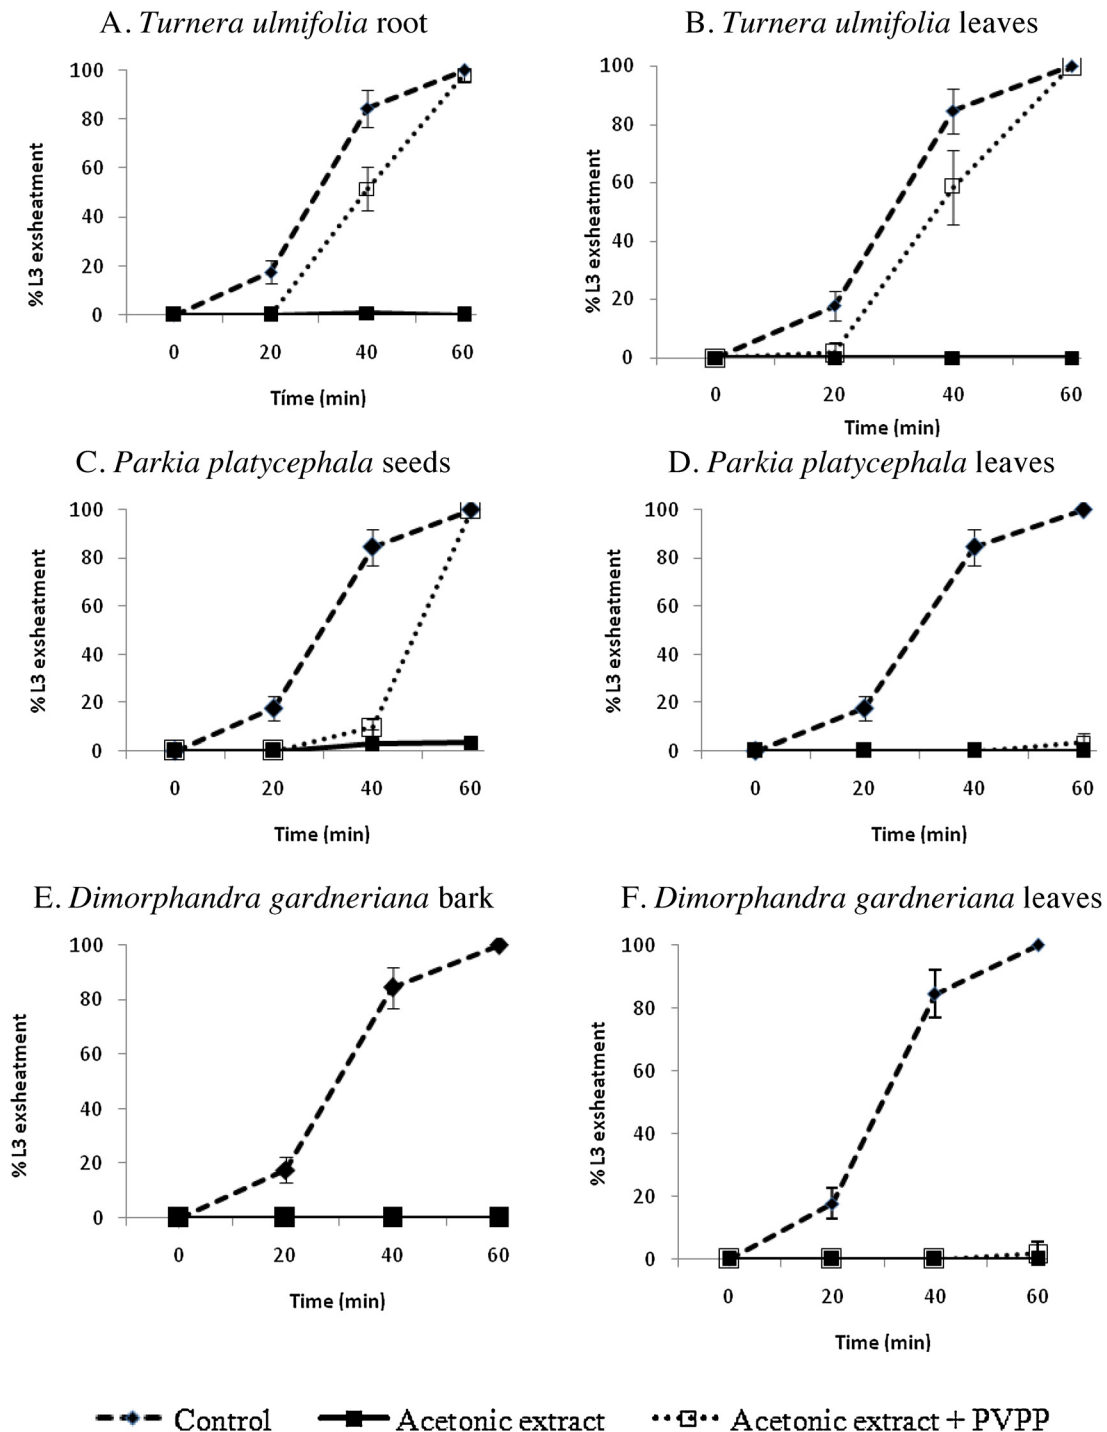 A. Turnera ulmifolia root
100
80
60
40
20
0
% L3 exsheatment
0 20 40 60
Tíme (min)
B. Turnera ulmifolia leaves
100
80
60
40
20
0
% L3 exsheatment
0 20 40 60
Time (min)
C. Parkia platycephala seeds
100
80
60
40
20
0
% L3 exsheatment
0 20 40 60
Time (min)
D. Parkia platycephala leaves
100
80
60
40
20
0
% L3 exsheatment
0 20 40 60
Time (min)
E. Dimorphandra gardneriana bark
100
80
60
40
20
0
% L3 exsheatment
0 20 40 60
Time (min)
F. Dimorphandra gardneriana leaves
100
80
60
40
20
0
% L3 exsheatment
0 20 40 60
Time (min)
Control Acetonic extract Acetonic extract + PVPP